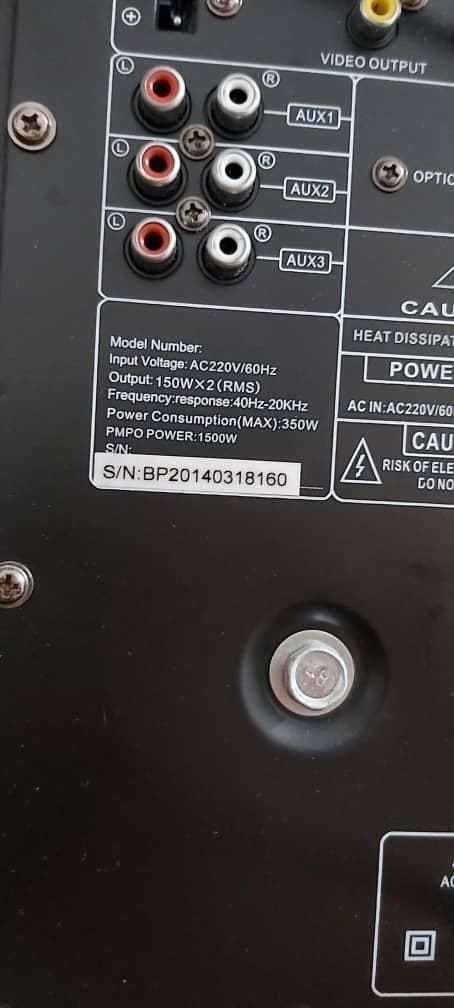 VIDEO OUTPUT
L R AUX1
L R AUX2
OPTIC
L R AUX3
CAU
HEAT DISSIPAT
POWE
AC IN:AC220V/60
CAU
RISK OF ELE
DO NO
Model Number:
Input Voltage: AC220V/60Hz
Output: 150W×2(RMS)
Frequency:response:40Hz-20KHz
Power Consumption(MAX):350W
PMPO POWER:1500W
S/N:
S/N:BP20140318160
48
AC